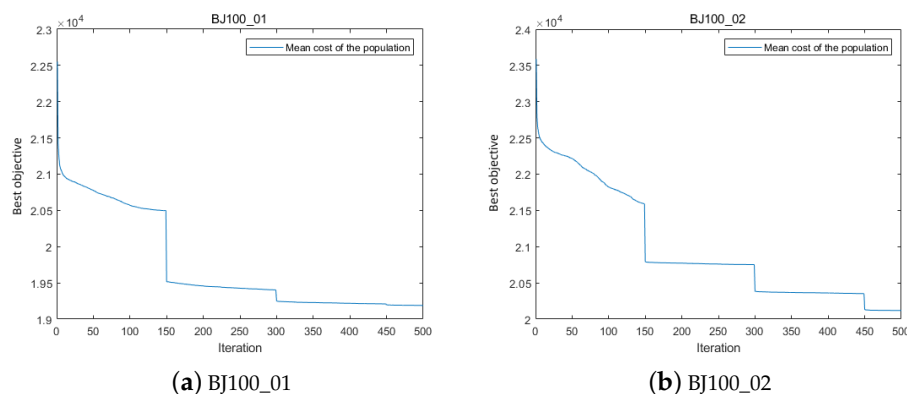 BJ100_01
×10⁴
Mean cost of the population
2.3
2.25
2.2
2.15
2.1
2.05
2
1.95
1.9
Best objective
0 50 100 150 200 250 300 350 400 450 500
Iteration
(a) BJ100_01
BJ100_02
×10⁴
Mean cost of the population
2.4
2.35
2.3
2.25
2.2
2.15
2.1
2.05
2
Best objective
0 50 100 150 200 250 300 350 400 450 500
Iteration
(b) BJ100_02